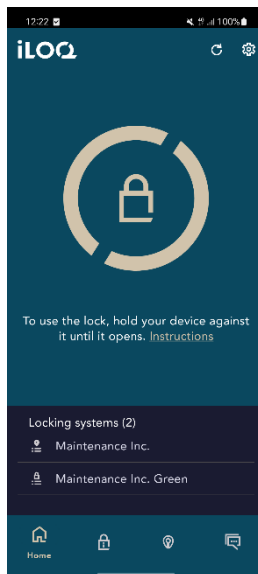 12:22
100%
iLOQ
To use the lock, hold your device against
it until it opens. Instructions
Locking systems (2)
Maintenance Inc.
Maintenance Inc. Green
Home